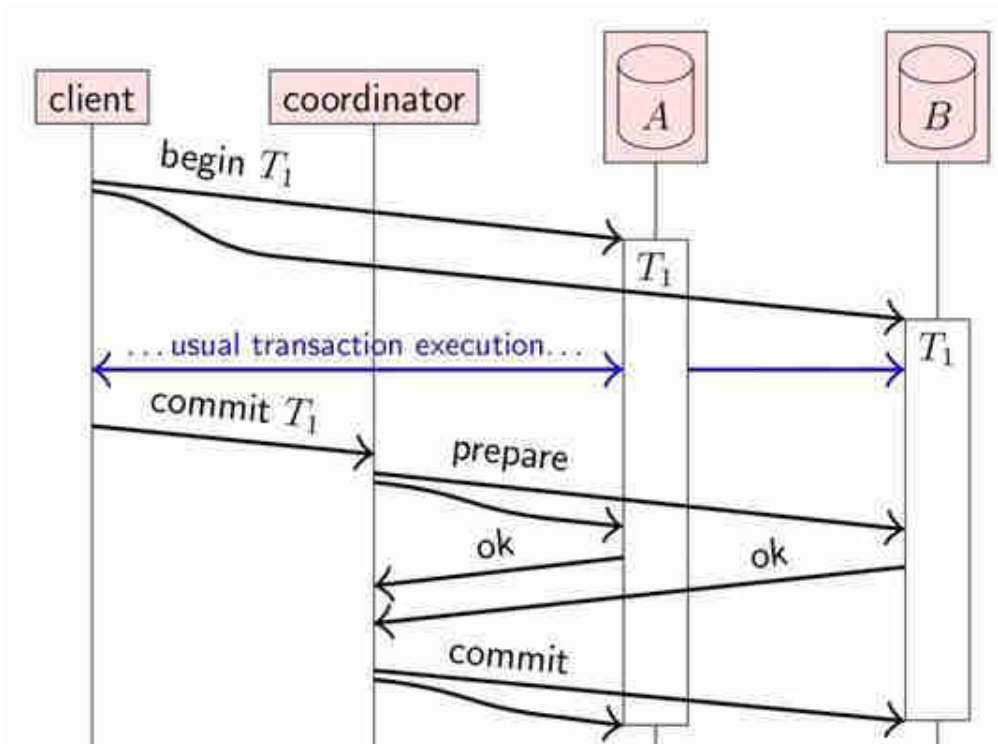 client
coordinator
A
B
begin T₁
T₁
T₁
...usual transaction execution...
commit T₁
prepare
ok
ok
commit